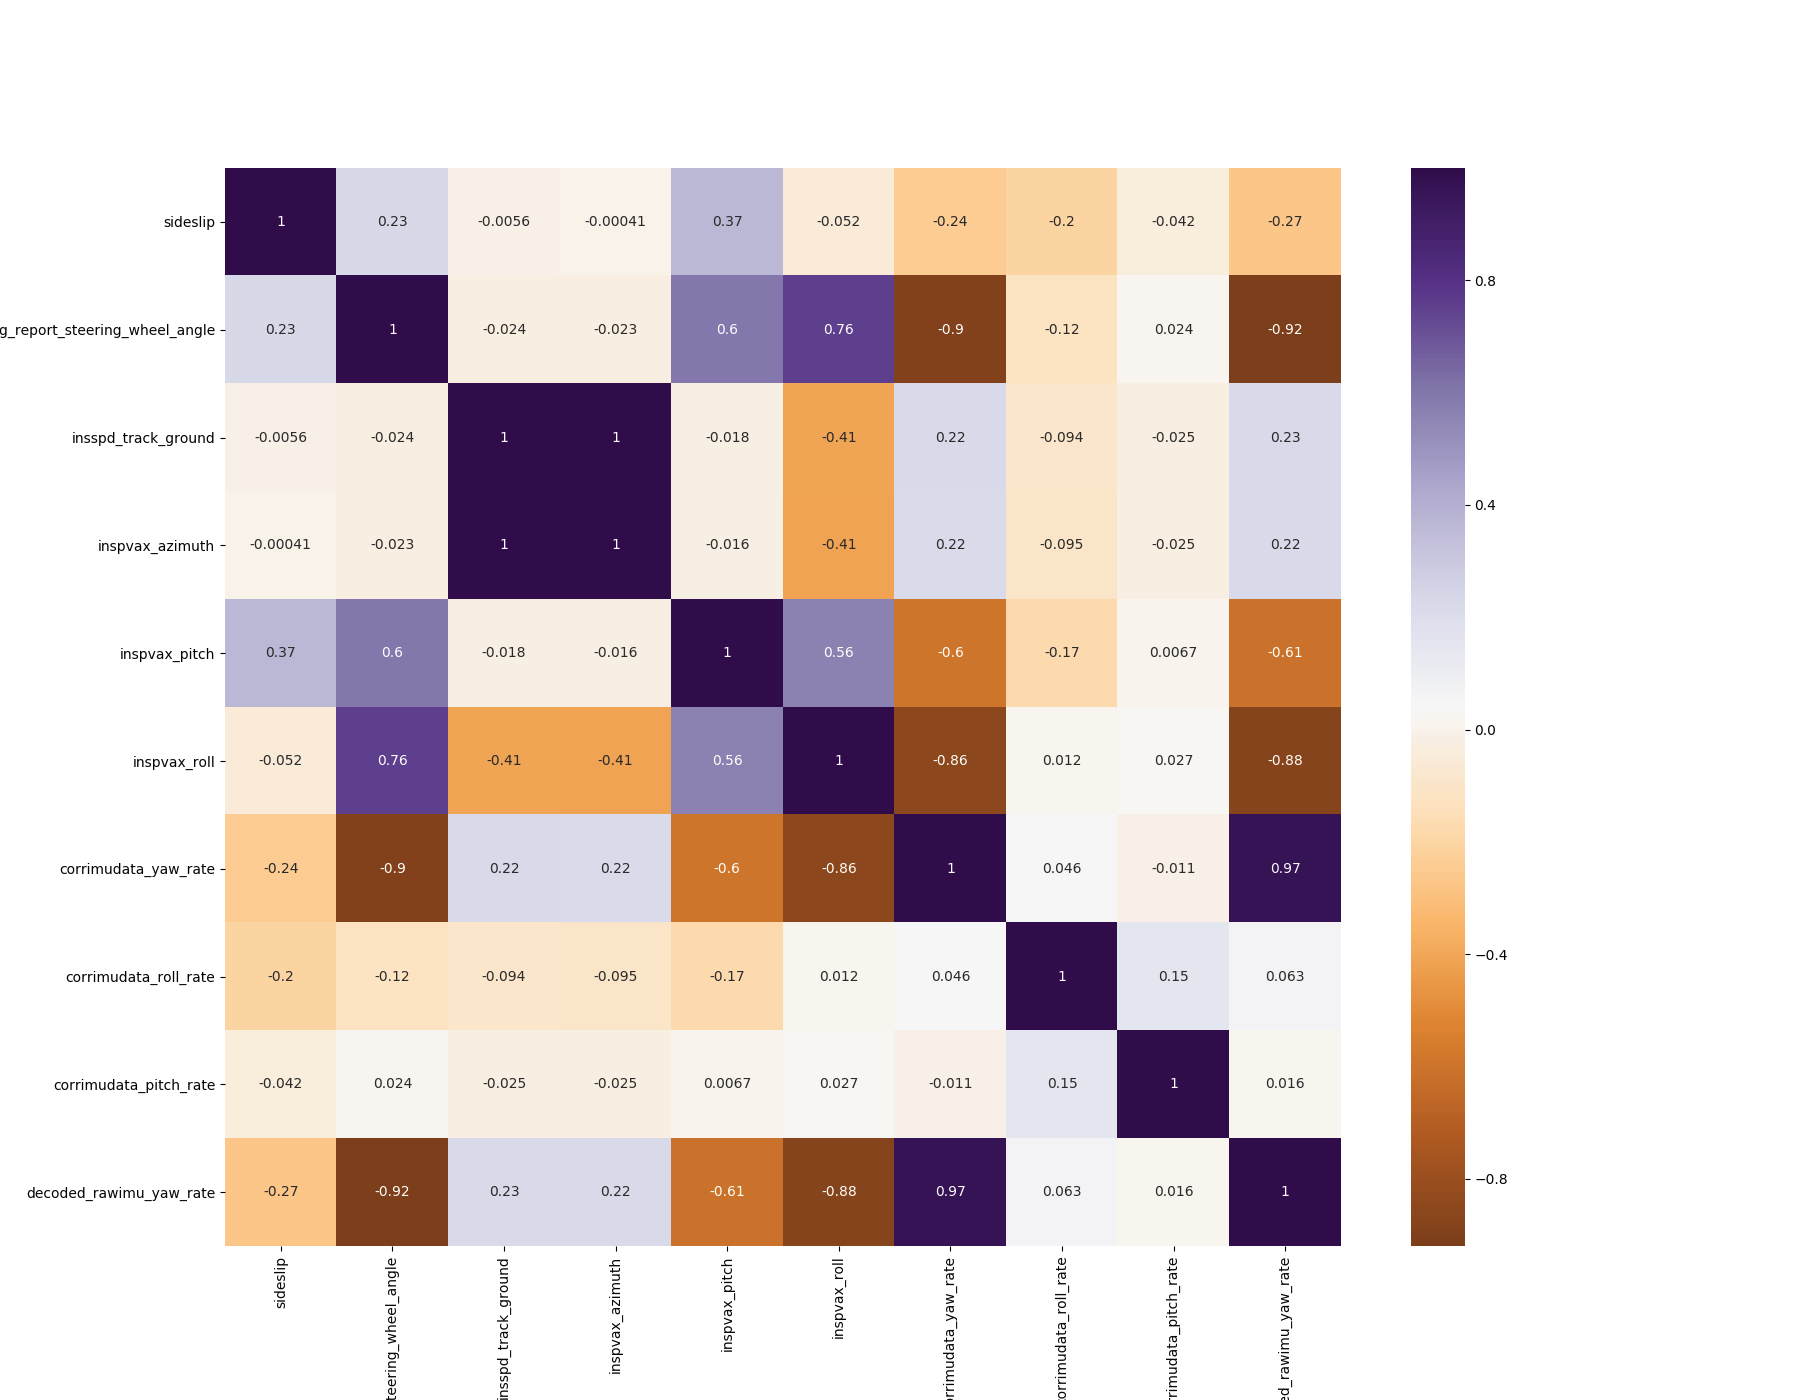 sideslip 1 0.23 -0.0056 -0.00041 0.37 -0.052 -0.24 -0.2 -0.042 -0.27
g_report_steering_wheel_angle 0.23 1 -0.024 -0.023 0.6 0.76 -0.9 -0.12 0.024 -0.92
insspd_track_ground -0.0056 -0.024 1 1 -0.018 -0.41 0.22 -0.094 -0.025 0.23
inspvax_azimuth -0.00041 -0.023 1 1 -0.016 -0.41 0.22 -0.095 -0.025 0.22
inspvax_pitch 0.37 0.6 -0.018 -0.016 1 0.56 -0.6 -0.17 0.0067 -0.61
inspvax_roll -0.052 0.76 -0.41 -0.41 0.56 1 -0.86 0.012 0.027 -0.88
corrimudata_yaw_rate -0.24 -0.9 0.22 0.22 -0.6 -0.86 1 0.046 -0.011 0.97
corrimudata_roll_rate -0.2 -0.12 -0.094 -0.095 -0.17 0.012 0.046 1 0.15 0.063
corrimudata_pitch_rate -0.042 0.024 -0.025 -0.025 0.0067 0.027 -0.011 0.15 1 0.016
decoded_rawimu_yaw_rate -0.27 -0.92 0.23 0.22 -0.61 -0.88 0.97 0.063 0.016 1
sideslip
teering_wheel_angle
insspd_track_ground
inspvax_azimuth
inspvax_pitch
inspvax_roll
orrimudata_yaw_rate
orrimudata_roll_rate
rrimudata_pitch_rate
ed_rawimu_yaw_rate
0.8
0.4
0.0
−0.4
−0.8